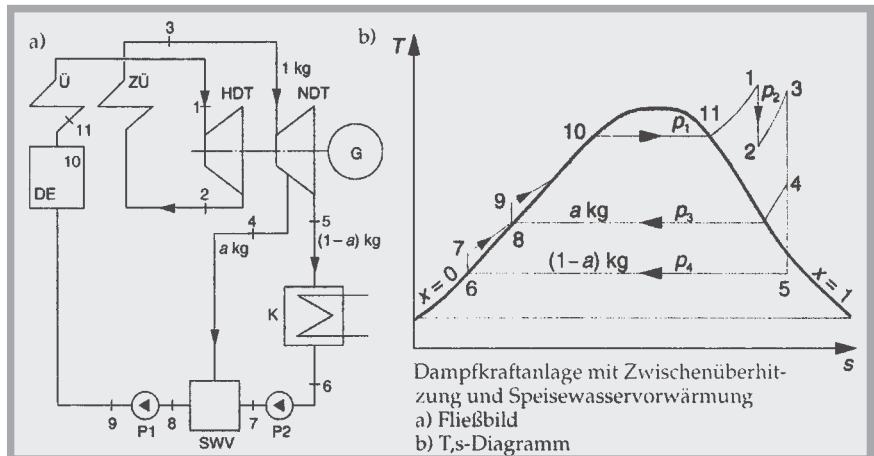 a)
3
Ü
ZÜ
1 kg
HDT
NDT
1
11
10
DE
G
2
4
a kg
5
(1−a) kg
K
6
9
P1
8
SWV
7
P2
b)
T
1
3
p₂
11
10
p₁
2
9
4
a kg
p₃
7
8
(1−a) kg
p₄
x=0
6
5
x=1
s
Dampfkraftanlage mit Zwischenüberhit-
zung und Speisewasservorwärmung
a) Fließbild
b) T,s-Diagramm